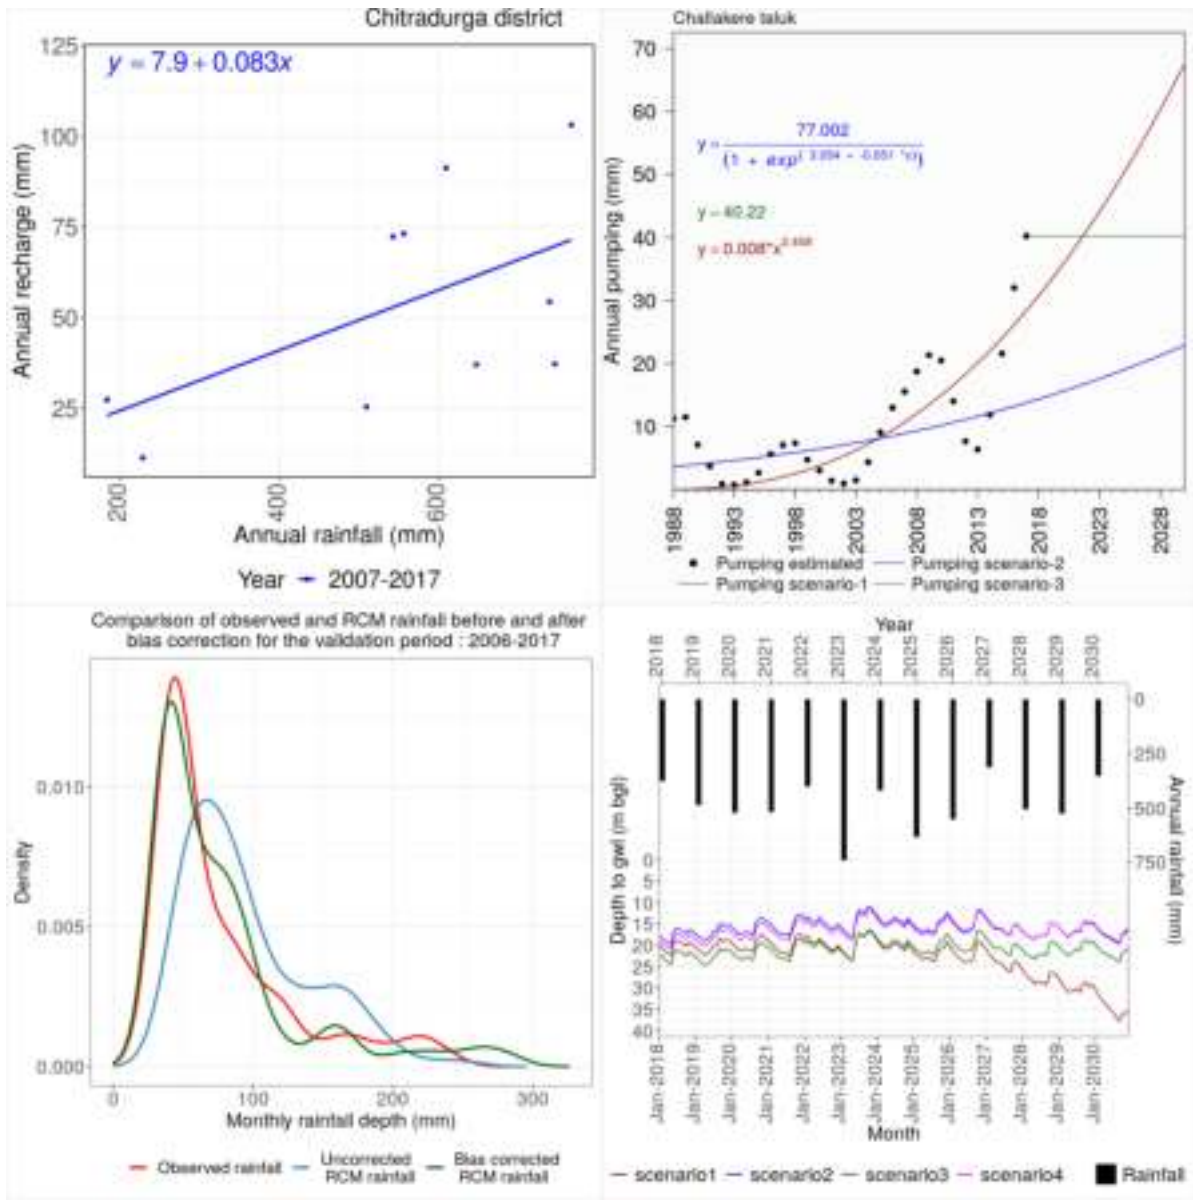 Chitradurga district
125
y = 7.9 + 0.083x
100
75
50
25
Annual recharge (mm)
200
400
600
Annual rainfall (mm)
Year 2007-2017
Challakere taluk
70
60
50
40
30
20
10
Annual pumping (mm)
77.002
y =
(1 + exp
y = 40.22
y = 0.008*x
1988
1993
1998
2003
2008
2013
2018
2023
2028
Pumping estimated
Pumping scenario-2
Pumping scenario-1
Pumping scenario-3
Comparison of observed and RCM rainfall before and after
bias correction for the validation period : 2006-2017
0.010
0.005
0.000
Density
0
100
200
300
Monthly rainfall depth (mm)
Observed rainfall
Uncorrected
RCM rainfall
Bias corrected
RCM rainfall
Year
2018
2019
2020
2021
2022
2023
2024
2025
2026
2027
2028
2029
2030
0
250
500
750
Annual rainfall (mm)
0
5
10
15
20
25
30
35
40
Depth to gwl (m bgl)
Jan-2018
Jan-2019
Jan-2020
Jan-2021
Jan-2022
Jan-2023
Jan-2024
Jan-2025
Jan-2026
Jan-2027
Jan-2028
Jan-2029
Jan-2030
Month
scenario1
scenario2
scenario3
scenario4
Rainfall